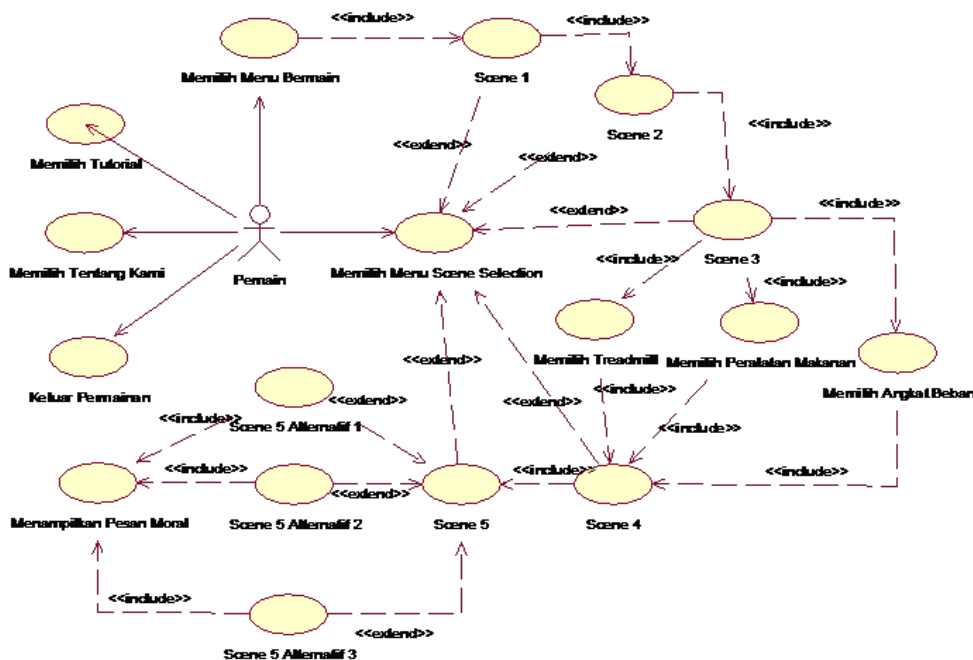 <<include>>
<<include>>
Memilih Menu Bermain
Scene 1
Scene 2
<<include>>
<<extend>>
<<extend>>
Memilih Tutorial
<<include>>
<<extend>>
Scene 3
<<include>>
Memilih Tentang Kami
Pemain
Memilih Menu Scene Selection
<<include>>
<<extend>>
Memilih Treadmill
Memilih Peralatan Makanan
Memilih Angkat Beban
Keluar Permainan
<<extend>>
<<extend>>
<<include>>
<<include>>
Scene 5 Alternatif 1
<<include>>
<<include>>
<<include>>
<<include>>
<<extend>>
Menampilkan Pesan Moral
Scene 5 Alternatif 2
Scene 5
Scene 4
<<include>>
<<extend>>
Scene 5 Alternatif 3